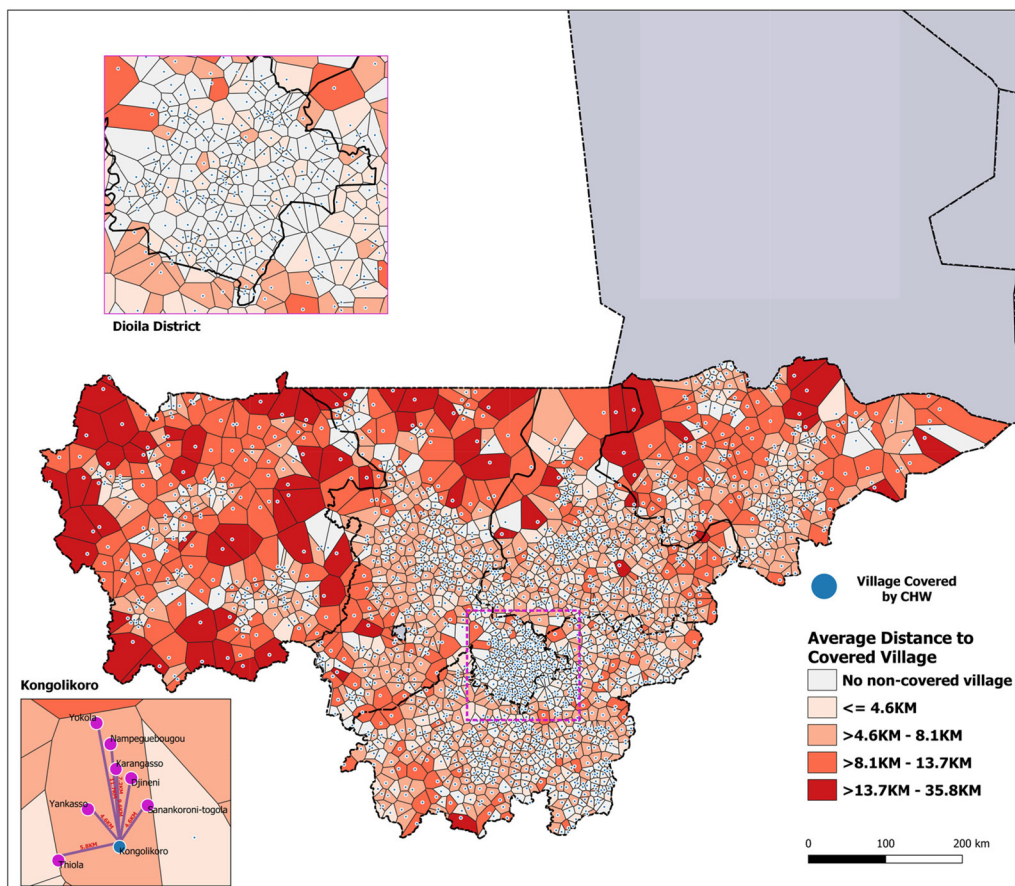 Dioila District
Village Covered
by CHW
Average Distance to
Covered Village
No non-covered village
<= 4.6KM
>4.6KM - 8.1KM
>8.1KM - 13.7KM
>13.7KM - 35.8KM
0 100 200 km
Kongolikoro
Yokola
Nampeguebougou
Karangasso
Djineni
Yankasso
Sanankoroni-togola
Kongolikoro
5.8KM
Thiola